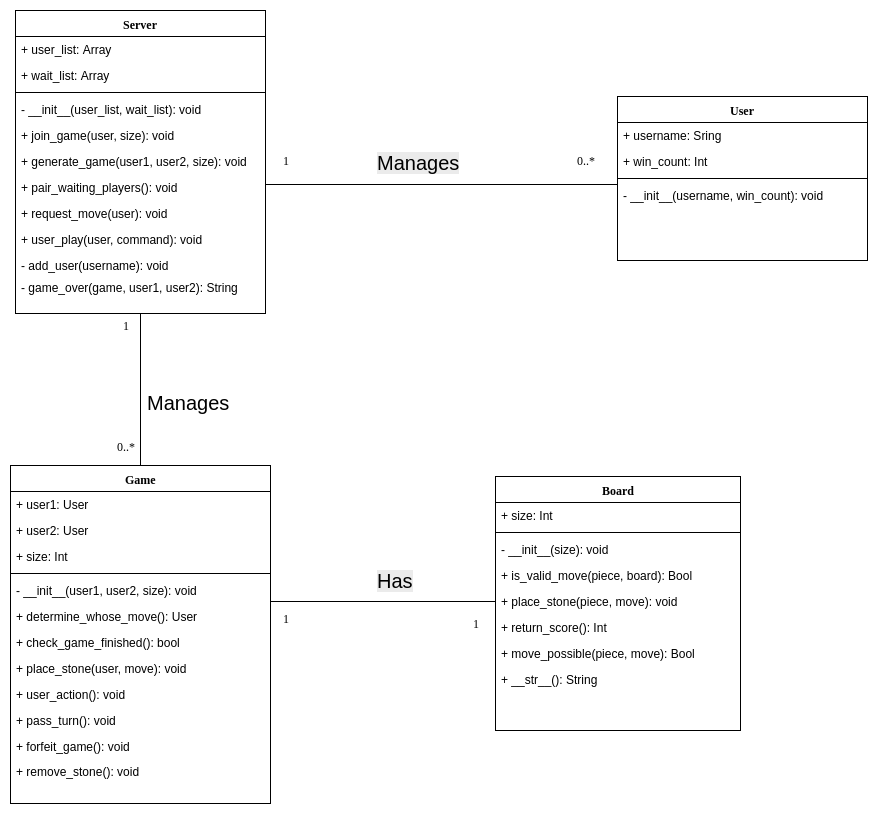 Server
+ user_list: Array
+ wait_list: Array
- __init__(user_list, wait_list): void
+ join_game(user, size): void
+ generate_game(user1, user2, size): void
+ pair_waiting_players(): void
+ request_move(user): void
+ user_play(user, command): void
- add_user(username): void
- game_over(game, user1, user2): String
1
Manages
0..*
User
+ username: Sring
+ win_count: Int
- __init__(username, win_count): void
1
Manages
0..*
Game
+ user1: User
+ user2: User
+ size: Int
- __init__(user1, user2, size): void
+ determine_whose_move(): User
+ check_game_finished(): bool
+ place_stone(user, move): void
+ user_action(): void
+ pass_turn(): void
+ forfeit_game(): void
+ remove_stone(): void
Has
1
1
Board
+ size: Int
- __init__(size): void
+ is_valid_move(piece, board): Bool
+ place_stone(piece, move): void
+ return_score(): Int
+ move_possible(piece, move): Bool
+ __str__(): String